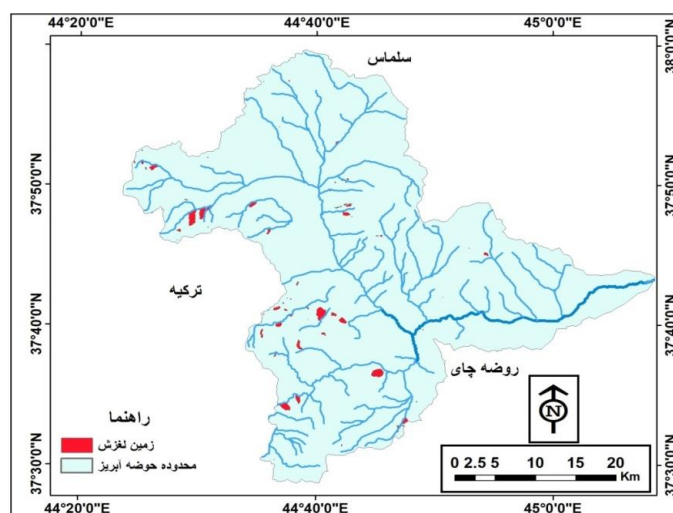 44°20'0"E 44°40'0"E 45°0'0"E
38°0'0"N
سلماس
37°50'0"N 37°50'0"N
ترکیه
37°40'0"N 37°40'0"N
روضه چای
راهنما
زمین لغزش
محدوده حوضه آبریز
N
0 2.5 5 10 15 20
Km
37°30'0"N 37°30'0"N
44°20'0"E 44°40'0"E 45°0'0"E